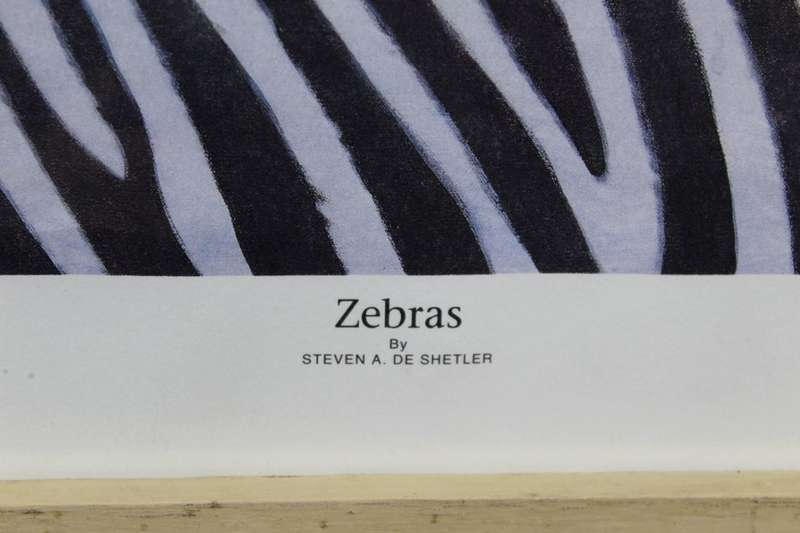 Zebras
By
STEVEN A. DE SHETLER